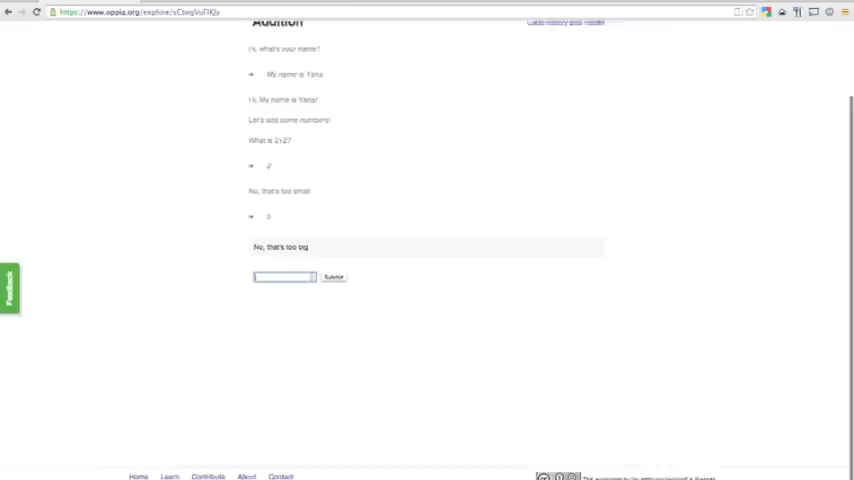 https://www.oppia.org/explore/sCtwgVuFIKJy
Addition
Hi, what's your name?
My name is Yana
Hi, My name is Yana!
Let's add some numbers!
What is 2+2?
2
No, that's too small
No, that's too big
Submit
Feedback
Home Learn Contribute About Contact